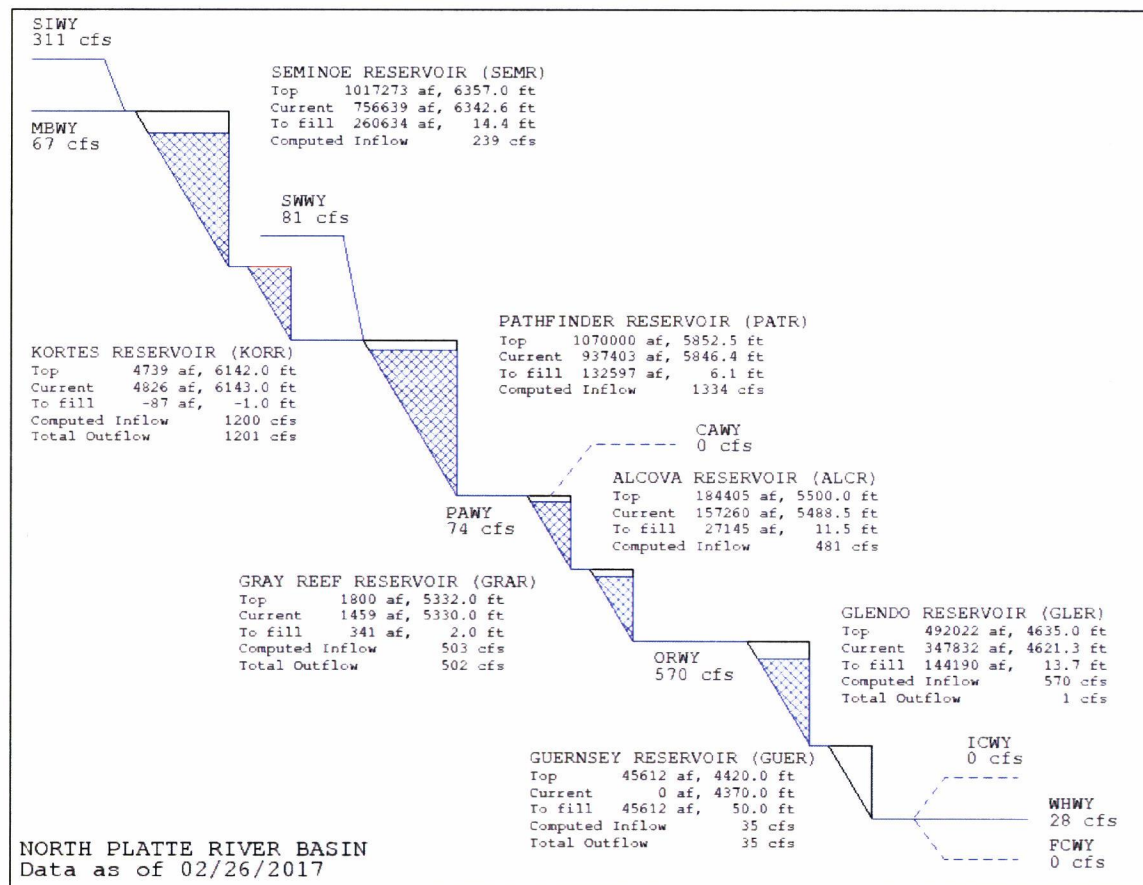 SIWY
311 cfs
MBWY
67 cfs
SEMINOE RESERVOIR (SEMR)
Top 1017273 af, 6357.0 ft
Current 756639 af, 6342.6 ft
To fill 260634 af, 14.4 ft
Computed Inflow 239 cfs
SWWY
81 cfs
KORTES RESERVOIR (KORR)
Top 4739 af, 6142.0 ft
Current 4826 af, 6143.0 ft
To fill -87 af, -1.0 ft
Computed Inflow 1200 cfs
Total Outflow 1201 cfs
PATHFINDER RESERVOIR (PATR)
Top 1070000 af, 5852.5 ft
Current 937403 af, 5846.4 ft
To fill 132597 af, 6.1 ft
Computed Inflow 1334 cfs
CAWY
0 cfs
PAWY
74 cfs
ALCOVA RESERVOIR (ALCR)
Top 184405 af, 5500.0 ft
Current 157260 af, 5488.5 ft
To fill 27145 af, 11.5 ft
Computed Inflow 481 cfs
GRAY REEF RESERVOIR (GRAR)
Top 1800 af, 5332.0 ft
Current 1459 af, 5330.0 ft
To fill 341 af, 2.0 ft
Computed Inflow 503 cfs
Total Outflow 502 cfs
ORWY
570 cfs
GLENDO RESERVOIR (GLER)
Top 492022 af, 4635.0 ft
Current 347832 af, 4621.3 ft
To fill 144190 af, 13.7 ft
Computed Inflow 570 cfs
Total Outflow 1 cfs
GUERNSEY RESERVOIR (GUER)
Top 45612 af, 4420.0 ft
Current 0 af, 4370.0 ft
To fill 45612 af, 50.0 ft
Computed Inflow 35 cfs
Total Outflow 35 cfs
ICWY
0 cfs
WHWY
28 cfs
FCWY
0 cfs
NORTH PLATTE RIVER BASIN
Data as of 02/26/2017